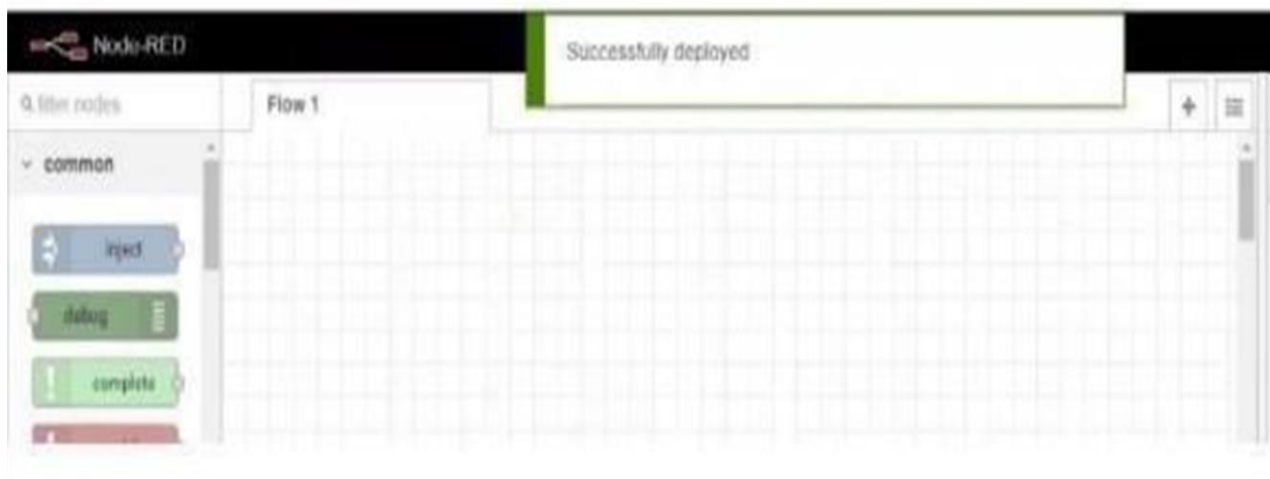 Node-RED
Successfully deployed
filter nodes
Flow 1
common
inject
debug
complete